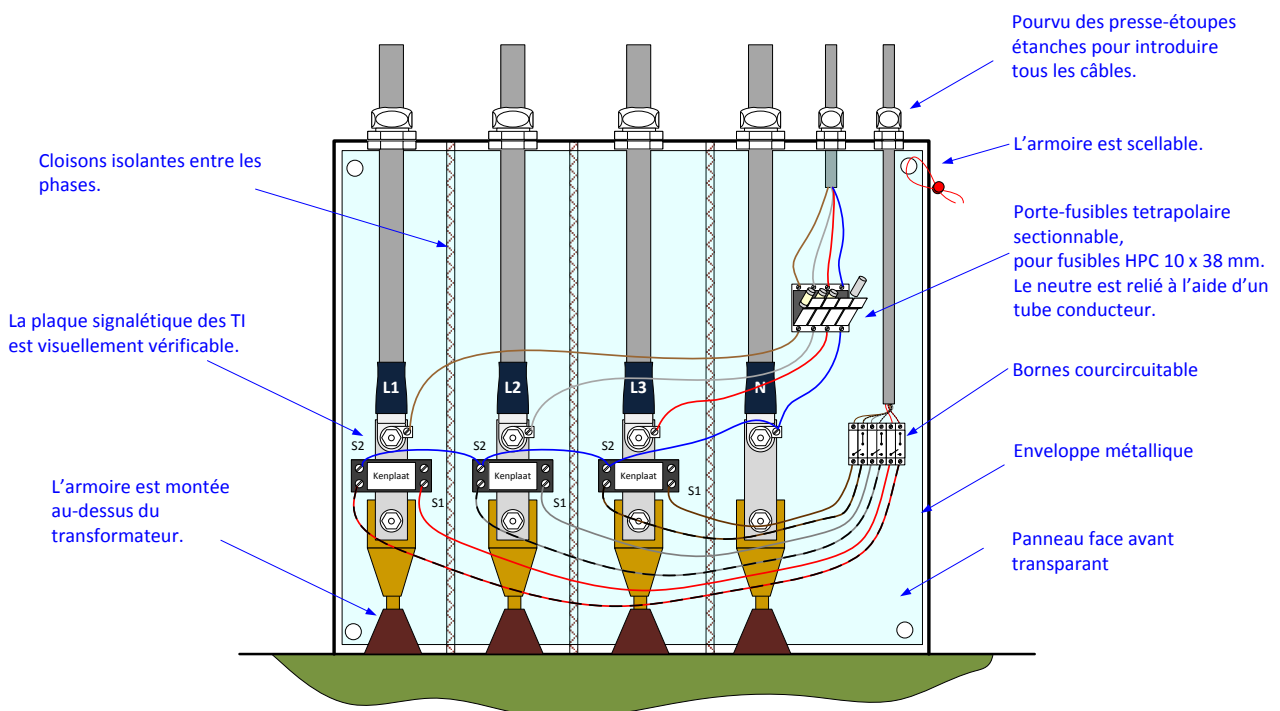 Pourvu des presse-étoupes
étanches pour introduire
tous les câbles.
Cloisons isolantes entre les
phases.
L'armoire est scellable.
Porte-fusibles tetrapolaire
sectionnable,
pour fusibles HPC 10 x 38 mm.
Le neutre est relié à l'aide d'un
tube conducteur.
La plaque signalétique des TI
est visuellement vérificable.
L1
L2
L3
N
Bornes courcircuitable
S2
S2
S2
Kenplaat
Kenplaat
Kenplaat
Enveloppe métallique
S1
S1
S1
L'armoire est montée
au-dessus du
transformateur.
Panneau face avant
transparant